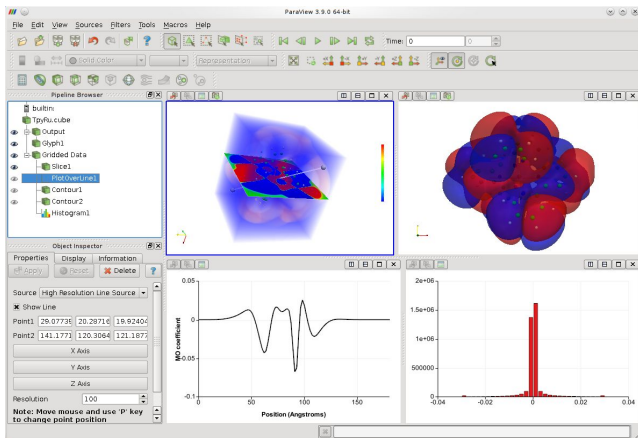 ParaView 3.9.0 64-bit
File Edit View Sources Filters Tools Macros Help
Time: 0 0
Solid Color Representation
Pipeline Browser
builtin:
TpyRu.cube
Output
Glyph1
Gridded Data
Slice1
PlotOverLine1
Contour1
Contour2
Histogram1
Object Inspector
Properties Display Information
Apply Reset Delete ?
Source High Resolution Line Source
Show Line
Point1 29.07739 20.28716 19.92404
Point2 141.1771 120.3064 121.1877
X Axis
Y Axis
Z Axis
Resolution 100
Note: Move mouse and use 'P' key
to change point position
0.05
0
-0.05
-0.1
MO coefficient
0 50 100 150 200
Position (Angstroms)
2e+06
1.5e+06
1e+06
500000
0
-0.04 -0.02 0 0.02 0.04